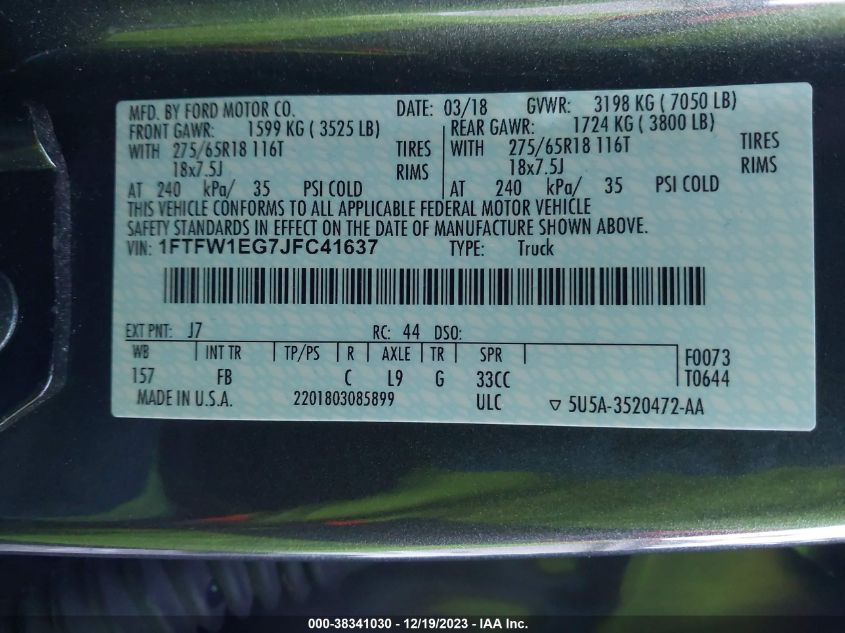 MFD. BY FORD MOTOR CO. DATE: 03/18 GVWR: 3198 KG ( 7050 LB)
FRONT GAWR: 1599 KG ( 3525 LB) REAR GAWR: 1724 KG ( 3800 LB)
WITH 275/65R18 116T TIRES WITH 275/65R18 116T TIRES
18x7.5J RIMS 18x7.5J RIMS
AT 240 kPa/ 35 PSI COLD AT 240 kPa/ 35 PSI COLD
THIS VEHICLE CONFORMS TO ALL APPLICABLE FEDERAL MOTOR VEHICLE
SAFETY STANDARDS IN EFFECT ON THE DATE OF MANUFACTURE SHOWN ABOVE.
VIN: 1FTFW1EG7JFC41637 TYPE: Truck
EXT PNT: J7 RC: 44 DSO:
WB INT TR TP/PS R AXLE TR SPR F0073
157 FB C L9 G 33CC T0644
MADE IN U.S.A. 2201803085899 ULC ▽ 5U5A-3520472-AA
000-38341030 - 12/19/2023 - IAA Inc.